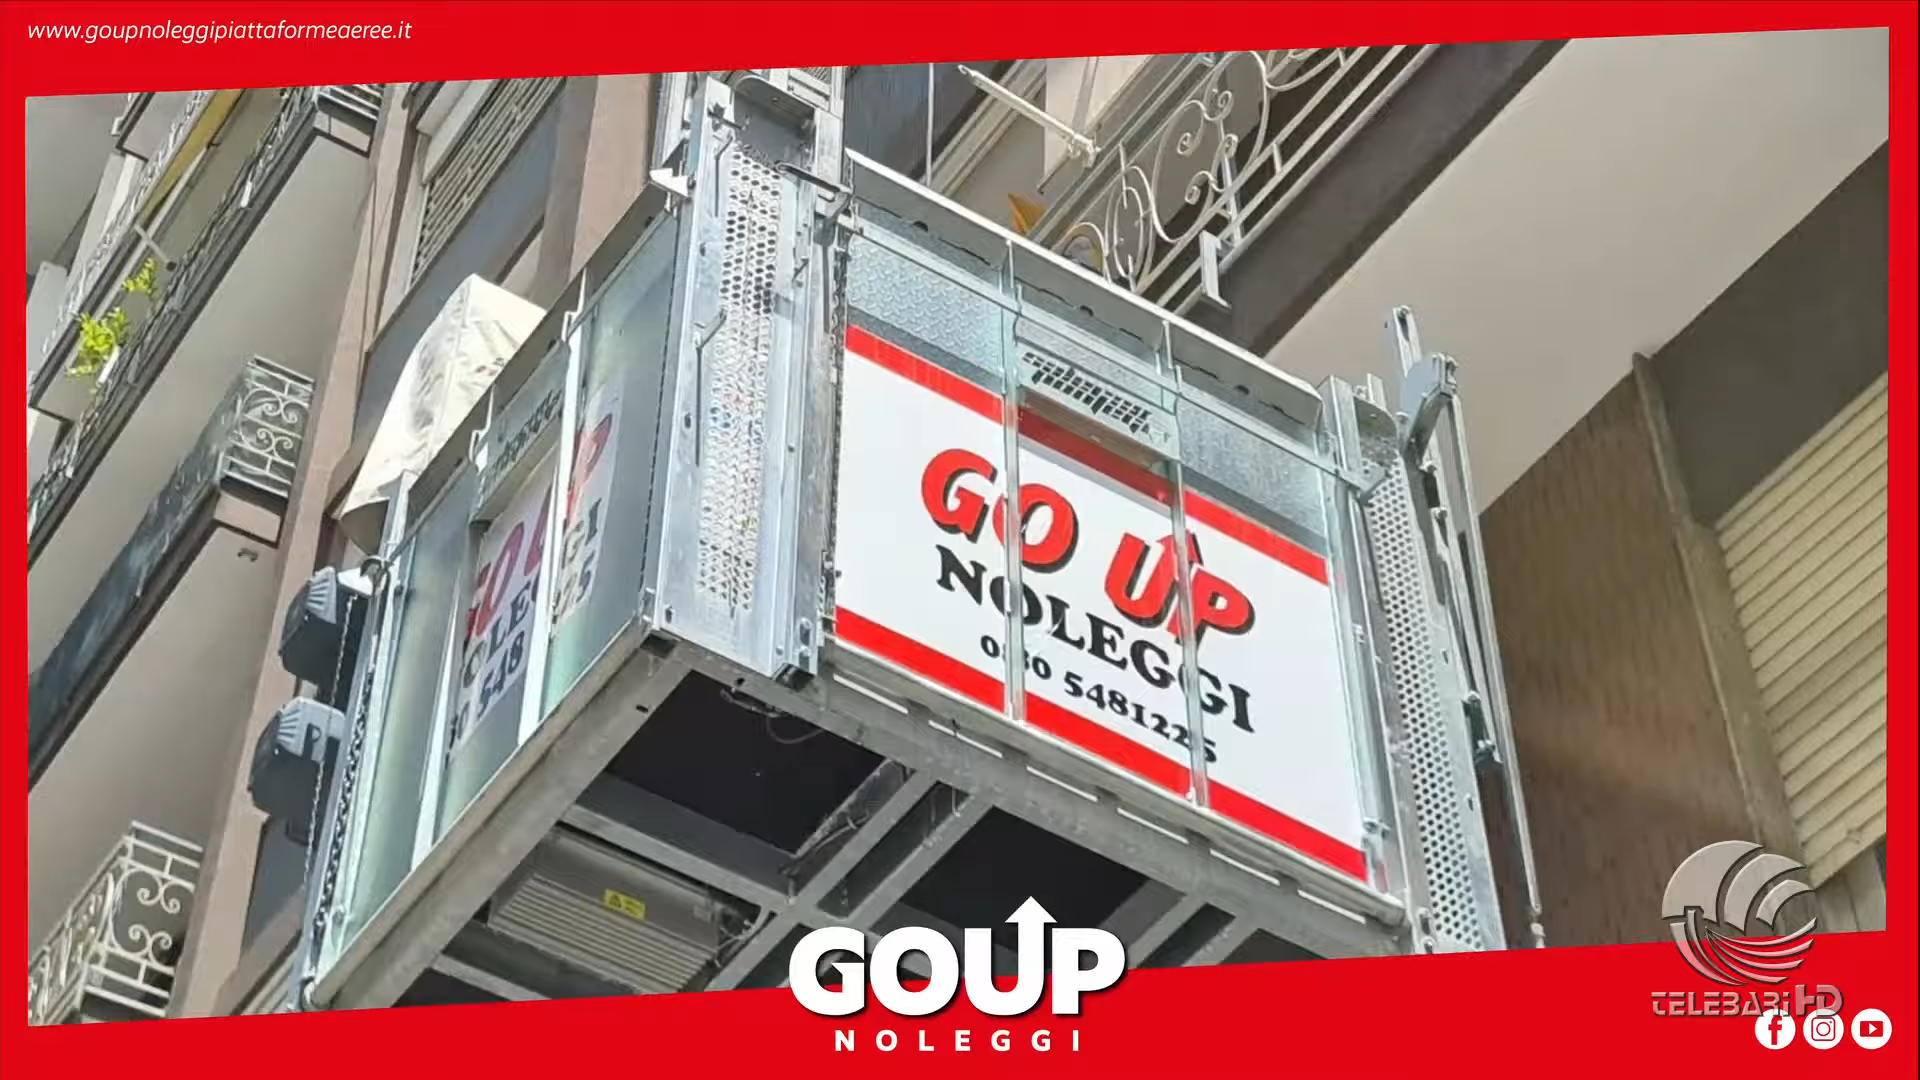 www.goupnoleggipiattaformeaeree.it
GO UP
NOLEGGI
080 5481225
GOUP
NOLEGGI
TELEBARI HD